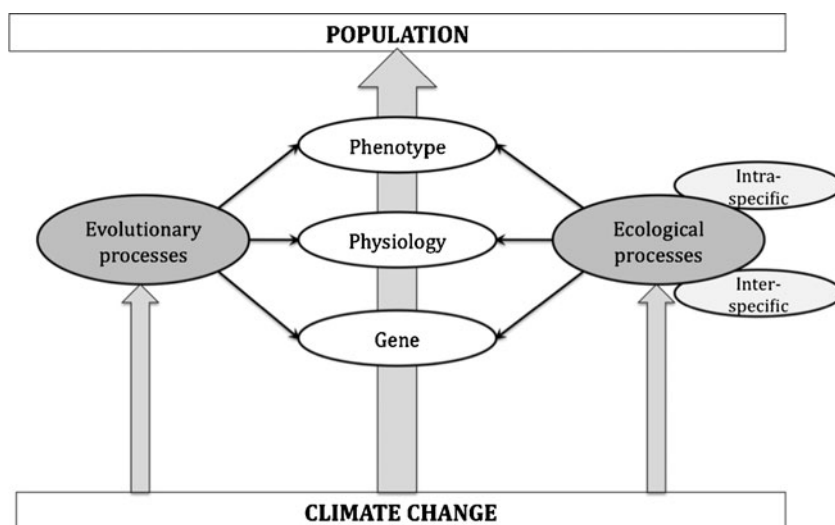 POPULATION
Phenotype
Intra-
specific
Evolutionary
processes
Physiology
Ecological
processes
Inter-
specific
Gene
CLIMATE CHANGE